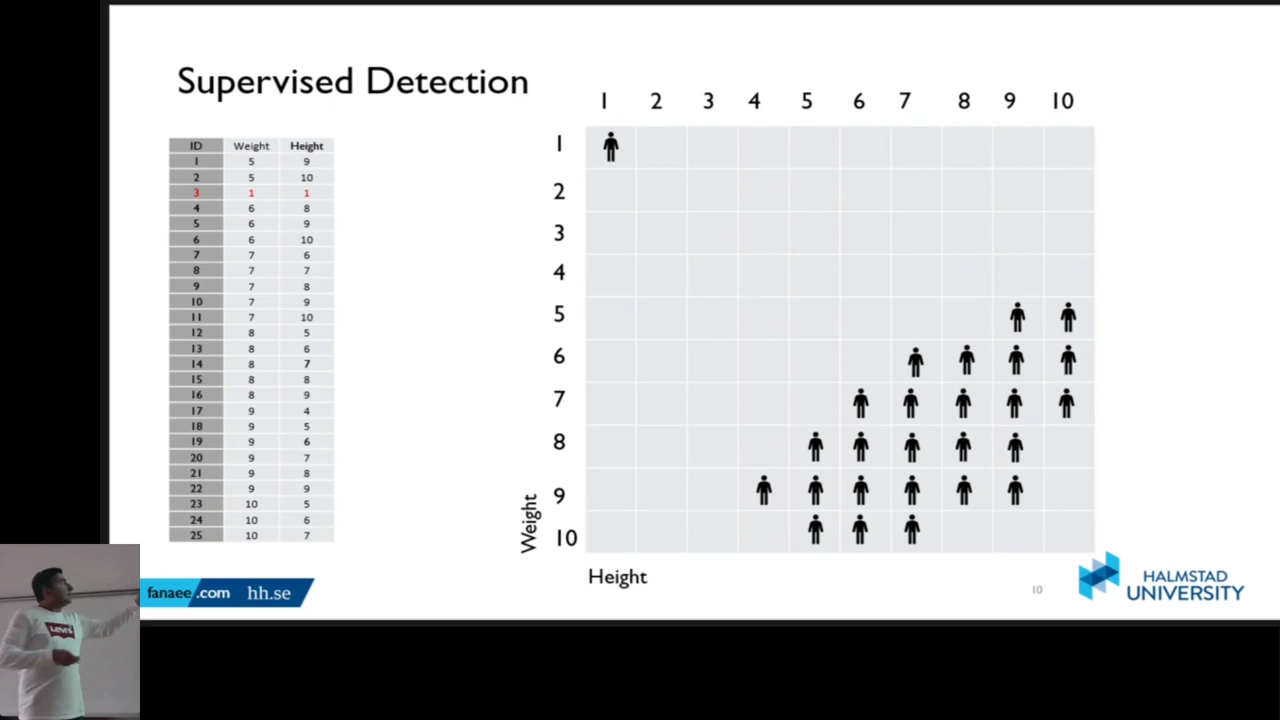 Supervised Detection
ID Weight Height
1 5 9
2 5 10
3 1 1
4 6 8
5 6 9
6 6 10
7 7 6
8 7 7
9 7 8
10 7 9
11 7 10
12 8 5
13 8 6
14 8 7
15 8 8
16 8 9
17 9 4
18 9 5
19 9 6
20 9 7
21 9 8
22 9 9
23 10 5
24 10 6
25 10 7
1 2 3 4 5 6 7 8 9 10
1
2
3
4
5
6
7
8
9
10
Weight
Height
fanaee.com hh.se
10
HALMSTAD
UNIVERSITY
Levi's